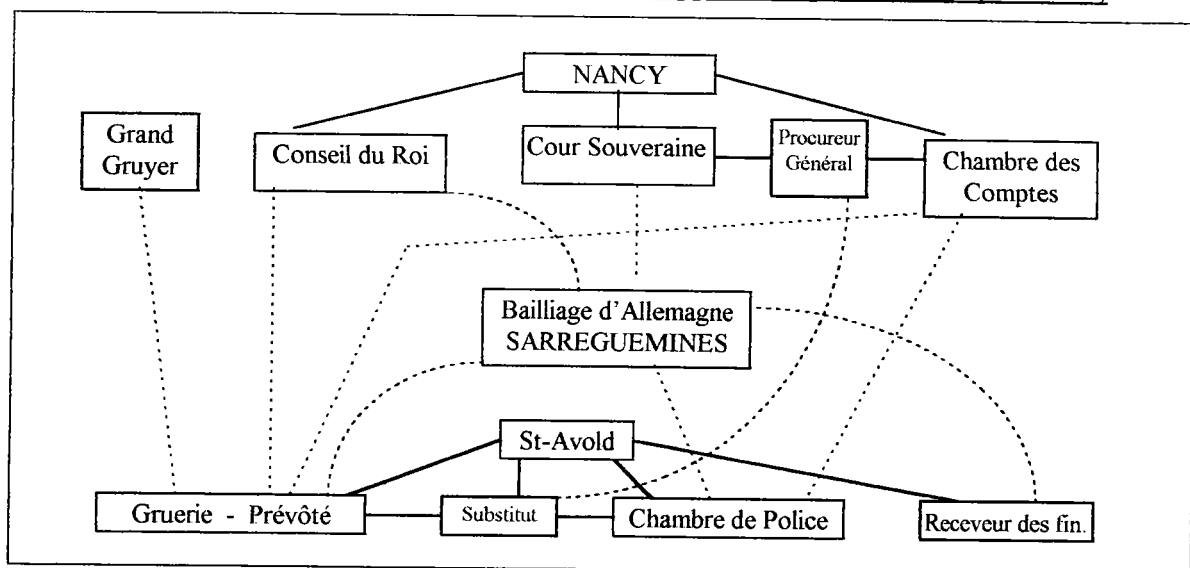 NANCY
Grand
Gruyer
Conseil du Roi
Cour Souveraine
Procureur
Général
Chambre des
Comptes
Bailliage d'Allemagne
SARREGUEMINES
St-Avold
Gruerie - Prévôté
Substitut
Chambre de Police
Receveur des fin.